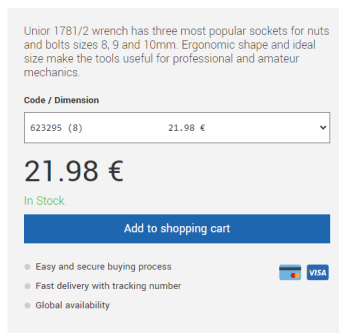 Unior 1781/2 wrench has three most popular sockets for nuts
and bolts sizes 8, 9 and 10mm. Ergonomic shape and ideal
size make the tools useful for professional and amateur
mechanics.
Code / Dimension
623295 (8) 21.98 €
21.98 €
In Stock.
Add to shopping cart
Easy and secure buying process
Fast delivery with tracking number
Global availability
VISA